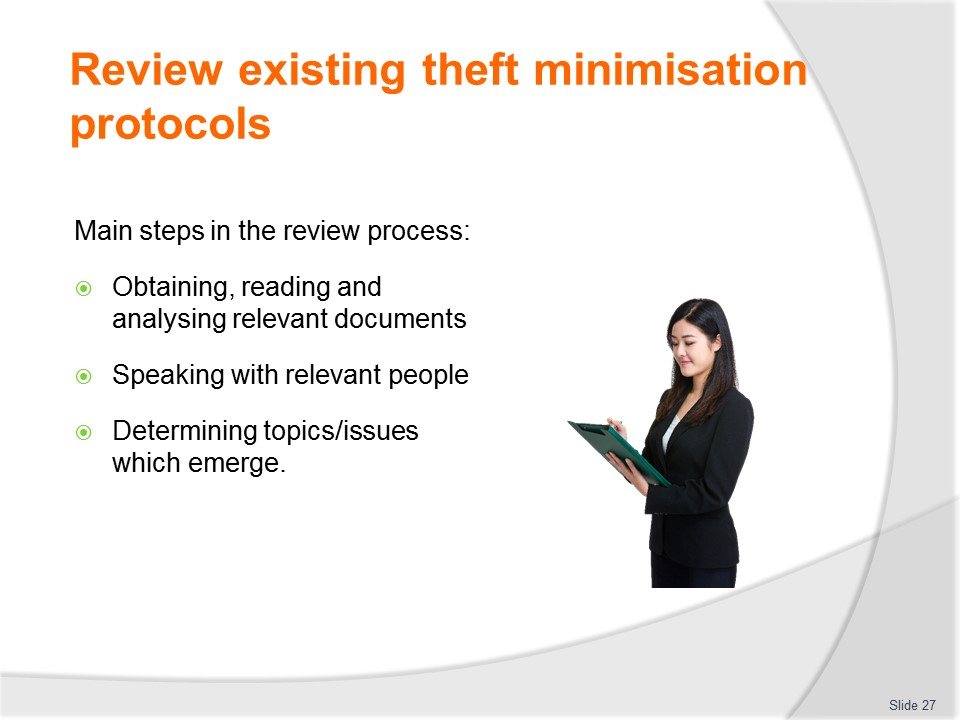 Review existing theft minimisation
protocols
Main steps in the review process:
Obtaining, reading and
analysing relevant documents
Speaking with relevant people
Determining topics/issues
which emerge.
Slide 27